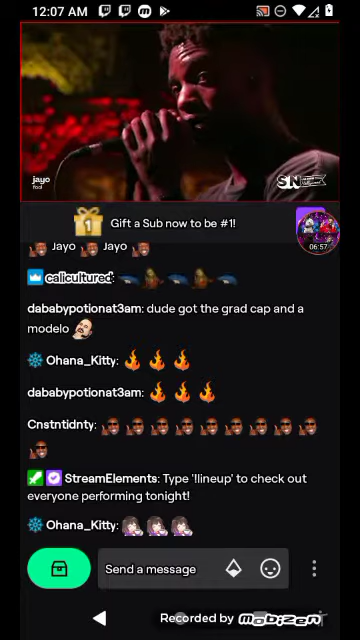 12:07 AM
jayo
SN
Gift a Sub now to be #1!
1
Jayo Jayo
06:57
calicultured:
dababypotionat3am: dude got the grad cap and a
modelo
Ohana_Kitty:
dababypotionat3am:
Cnstntidnty:
StreamElements: Type '!lineup' to check out
everyone performing tonight!
Ohana_Kitty:
Send a message
Recorded by mobizen